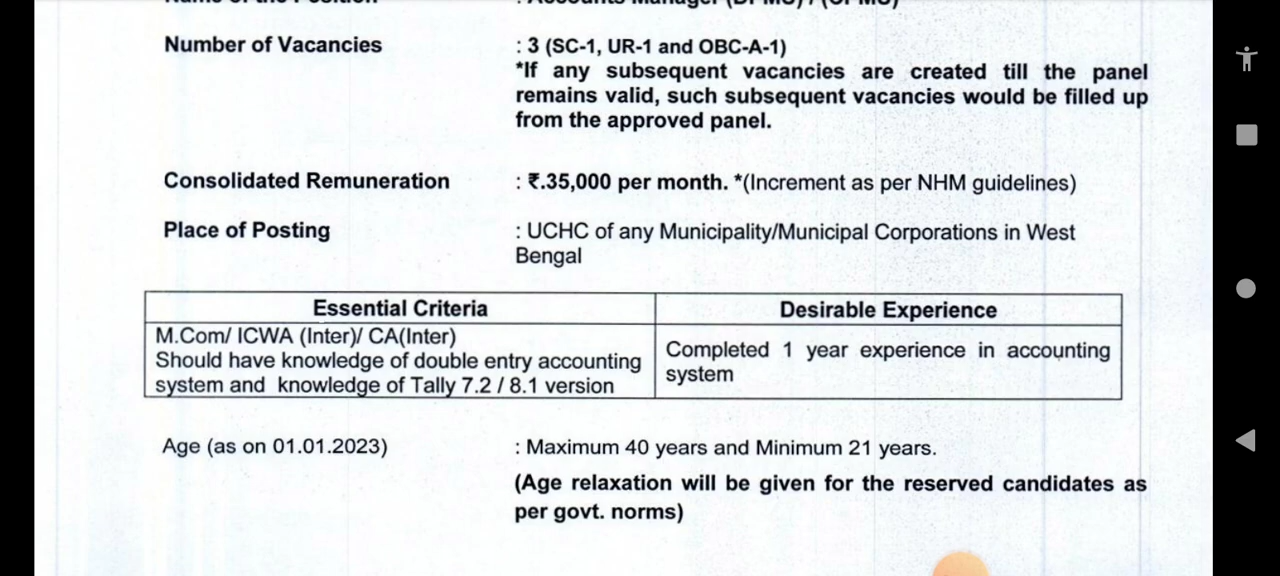 Number of Vacancies : 3 (SC-1, UR-1 and OBC-A-1)
*If any subsequent vacancies are created till the panel
remains valid, such subsequent vacancies would be filled up
from the approved panel.
Consolidated Remuneration : ₹.35,000 per month. *(Increment as per NHM guidelines)
Place of Posting : UCHC of any Municipality/Municipal Corporations in West
Bengal
Essential Criteria
M.Com/ ICWA (Inter)/ CA(Inter)
Should have knowledge of double entry accounting
system and knowledge of Tally 7.2 / 8.1 version
Desirable Experience
Completed 1 year experience in accounting
system
Age (as on 01.01.2023) : Maximum 40 years and Minimum 21 years.
(Age relaxation will be given for the reserved candidates as
per govt. norms)